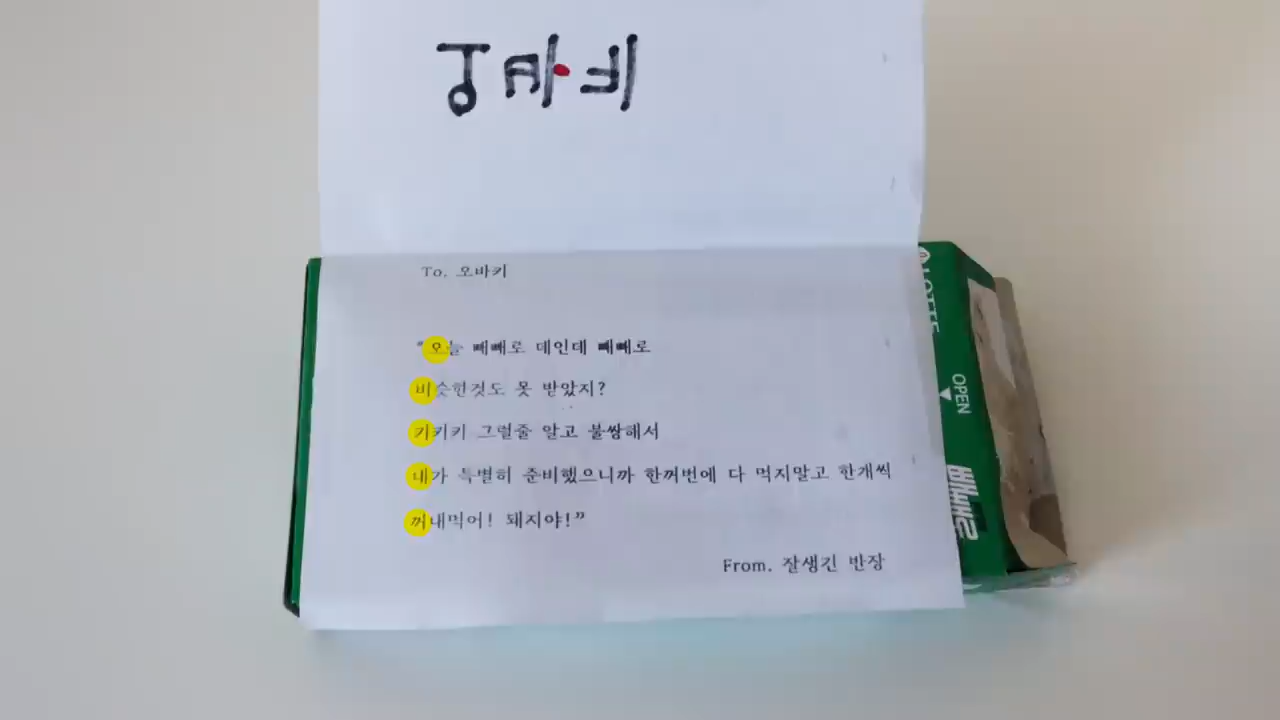 오바키
To. 오바키
“오늘 빼빼로 데인데 빼빼로
비슷한것도 못 받았지?
키키키 그럴줄 알고 불쌍해서
내가 특별히 준비했으니까 한꺼번에 다 먹지말고 한개씩
꺼내먹어! 돼지야!”
From. 잘생긴 반장
LOTTE
OPEN
빼빼로